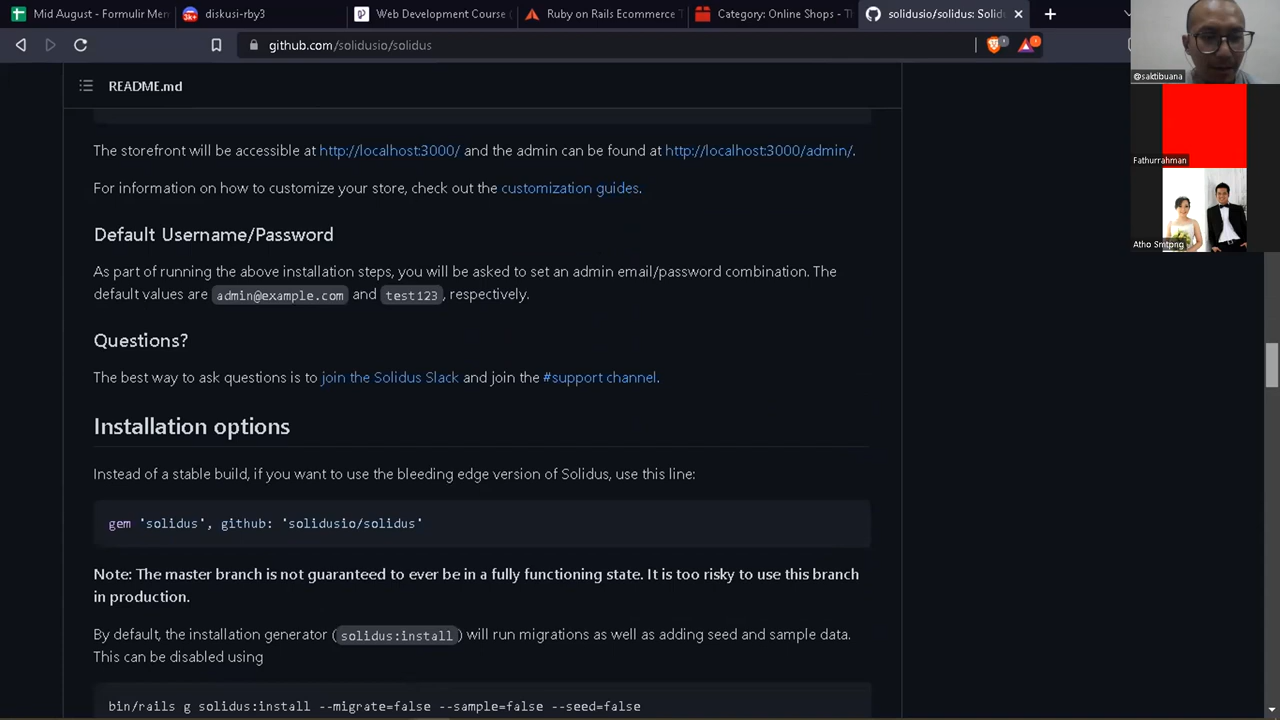 Mid August - Formulir Men
diskusi-rby3
Web Development Course
Ruby on Rails Ecommerce T
Category: Online Shops - Th
solidusio/solidus: Solid
github.com/solidusio/solidus
@saktibuana
README.md
The storefront will be accessible at http://localhost:3000/ and the admin can be found at http://localhost:3000/admin/.
Fathurrahman
For information on how to customize your store, check out the customization guides.
Default Username/Password
Atho Smtpng
As part of running the above installation steps, you will be asked to set an admin email/password combination. The
default values are admin@example.com and test123, respectively.
Questions?
The best way to ask questions is to join the Solidus Slack and join the #support channel.
Installation options
Instead of a stable build, if you want to use the bleeding edge version of Solidus, use this line:
gem 'solidus', github: 'solidusio/solidus'
Note: The master branch is not guaranteed to ever be in a fully functioning state. It is too risky to use this branch
in production.
By default, the installation generator (solidus:install) will run migrations as well as adding seed and sample data.
This can be disabled using
bin/rails g solidus:install --migrate=false --sample=false --seed=false